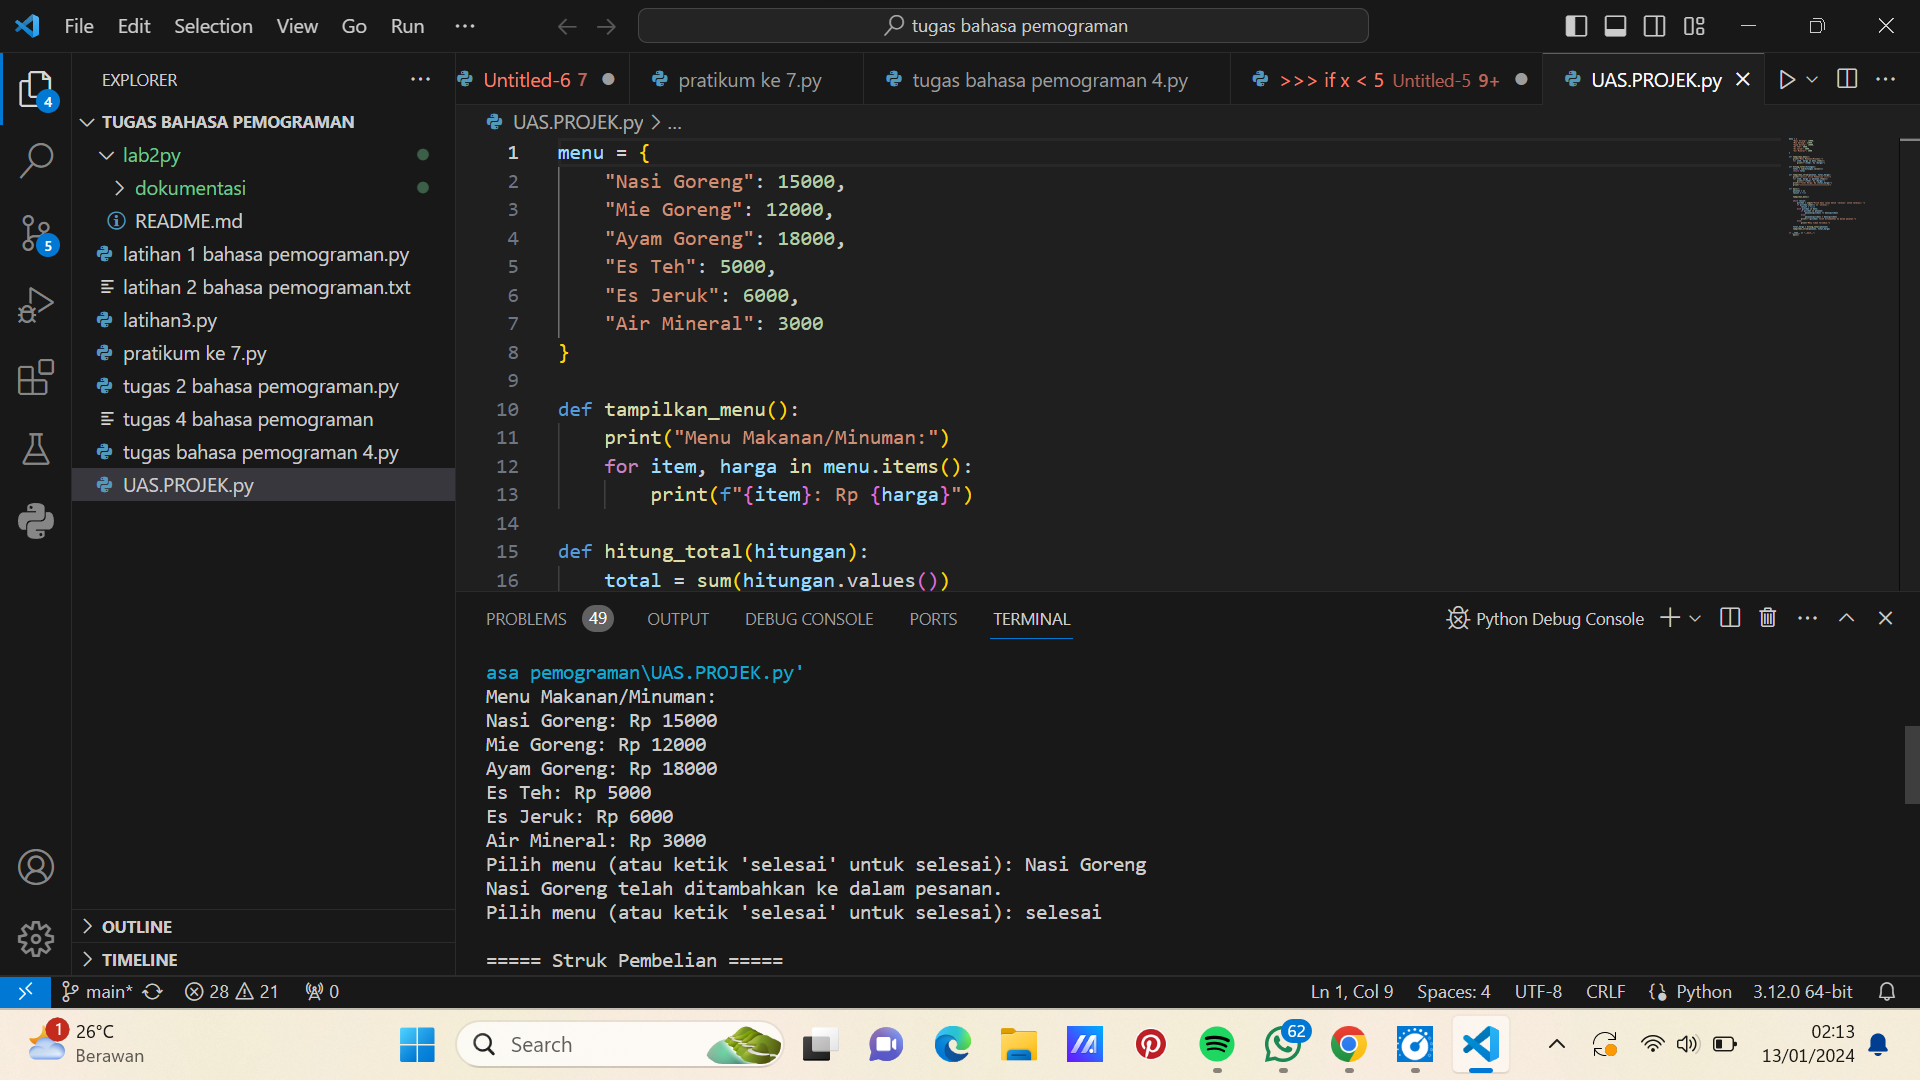 File Edit Selection View Go Run ...
tugas bahasa pemograman
EXPLORER
Untitled-6 7
pratikum ke 7.py
tugas bahasa pemograman 4.py
>>> if x < 5 Untitled-5 9+
UAS.PROJEK.py
4
5
TUGAS BAHASA PEMOGRAMAN
lab2py
dokumentasi
README.md
latihan 1 bahasa pemograman.py
latihan 2 bahasa pemograman.txt
latihan3.py
pratikum ke 7.py
tugas 2 bahasa pemograman.py
tugas 4 bahasa pemograman
tugas bahasa pemograman 4.py
UAS.PROJEK.py
OUTLINE
TIMELINE
UAS.PROJEK.py > ...
1 menu = {
2 "Nasi Goreng": 15000,
3 "Mie Goreng": 12000,
4 "Ayam Goreng": 18000,
5 "Es Teh": 5000,
6 "Es Jeruk": 6000,
7 "Air Mineral": 3000
8 }
9
10 def tampilkan_menu():
11 print("Menu Makanan/Minuman:")
12 for item, harga in menu.items():
13 print(f"{item}: Rp {harga}")
14
15 def hitung_total(hitungan):
16 total = sum(hitungan.values())
PROBLEMS 49 OUTPUT DEBUG CONSOLE PORTS TERMINAL
Python Debug Console
asa pemograman\UAS.PROJEK.py'
Menu Makanan/Minuman:
Nasi Goreng: Rp 15000
Mie Goreng: Rp 12000
Ayam Goreng: Rp 18000
Es Teh: Rp 5000
Es Jeruk: Rp 6000
Air Mineral: Rp 3000
Pilih menu (atau ketik 'selesai' untuk selesai): Nasi Goreng
Nasi Goreng telah ditambahkan ke dalam pesanan.
Pilih menu (atau ketik 'selesai' untuk selesai): selesai
===== Struk Pembelian =====
main* 28 21 0
Ln 1, Col 9 Spaces: 4 UTF-8 CRLF Python 3.12.0 64-bit
1
26°C
Berawan
Search
62
02:13
13/01/2024